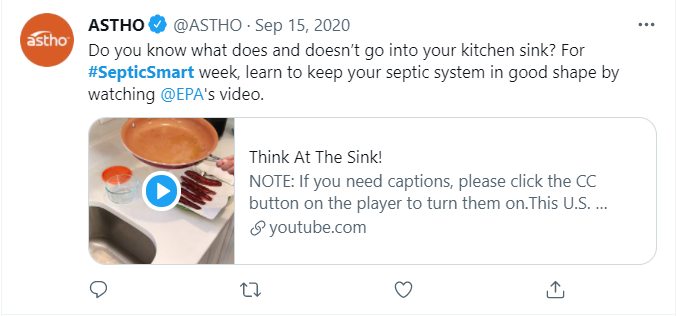 astho
ASTHO @ASTHO · Sep 15, 2020
Do you know what does and doesn’t go into your kitchen sink? For
#SepticSmart week, learn to keep your septic system in good shape by
watching @EPA's video.
Think At The Sink!
NOTE: If you need captions, please click the CC
button on the player to turn them on.This U.S. ...
youtube.com